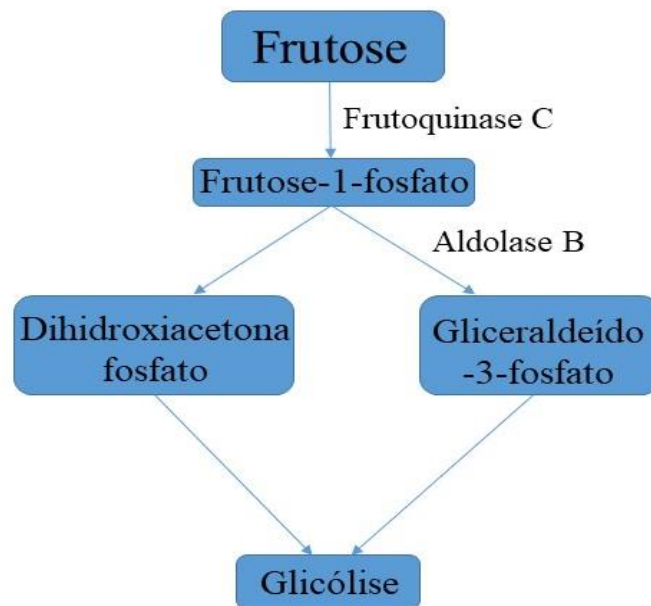 Frutose
Frutoquinase C
Frutose-1-fosfato
Aldolase B
Dihidroxiacetona
fosfato
Gliceraldeído
-3-fosfato
Glicólise